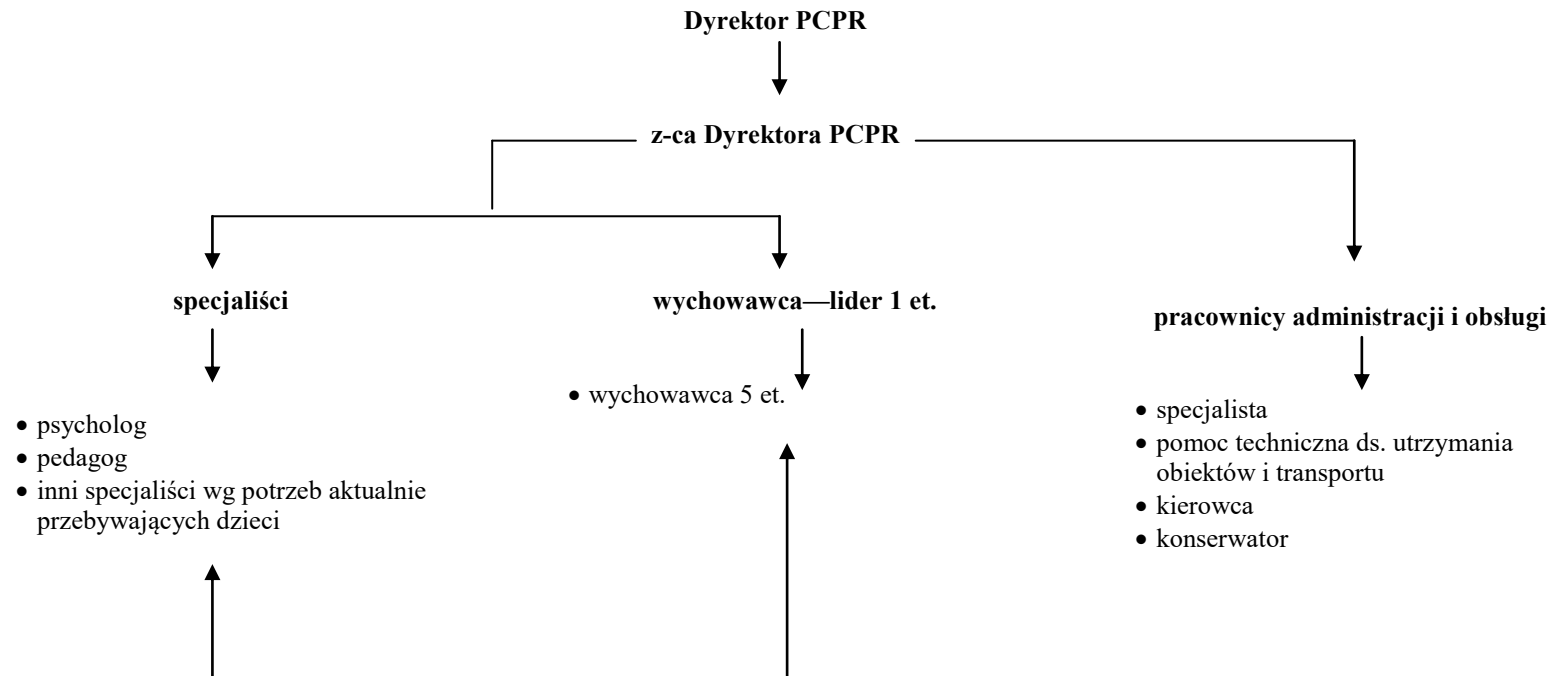 Dyrektor PCPR
z-ca Dyrektora PCPR
specjaliści
wychowawca—lider 1 et.
pracownicy administracji i obsługi
• psycholog
• pedagog
• inni specjaliści wg potrzeb aktualnie
przebywających dzieci
• wychowawca 5 et.
• specjalista
• pomoc techniczna ds. utrzymania
obiektów i transportu
• kierowca
• konserwator